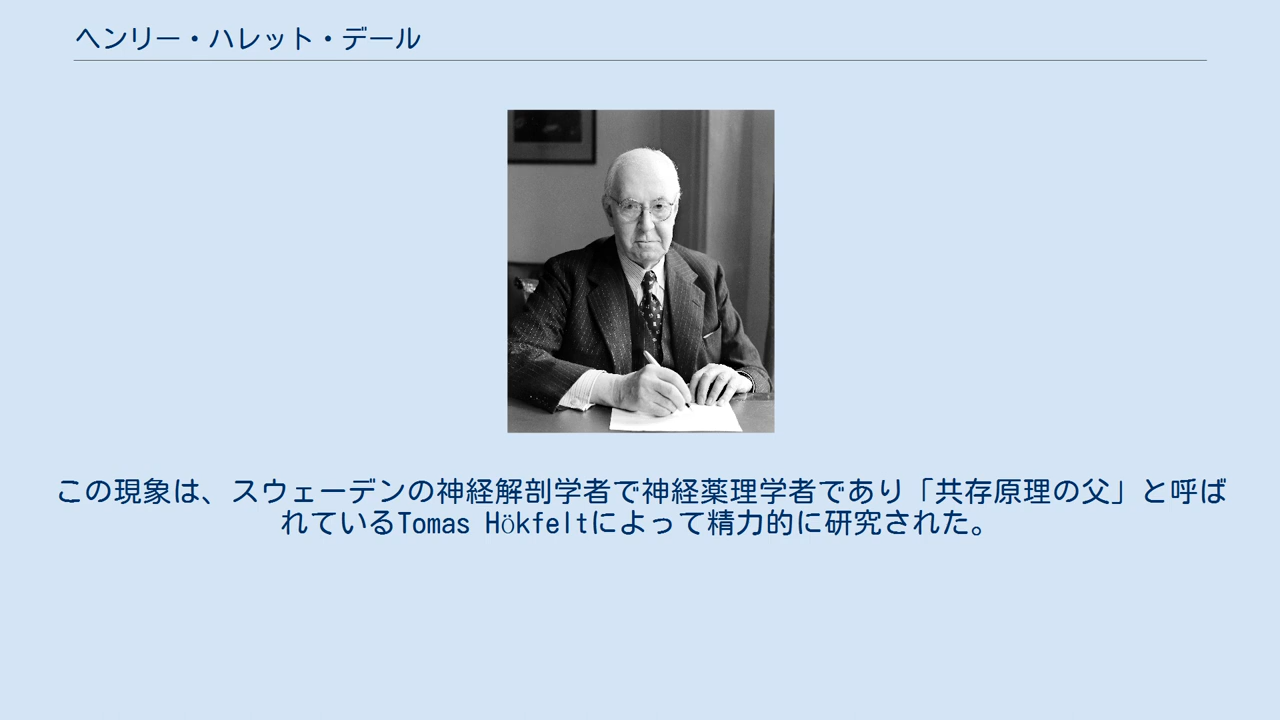 ヘンリー・ハレット・デール
この現象は、スウェーデンの神経解剖学者で神経薬理学者であり「共存原理の父」と呼ば
れているTomas Hökfeltによって精力的に研究された。